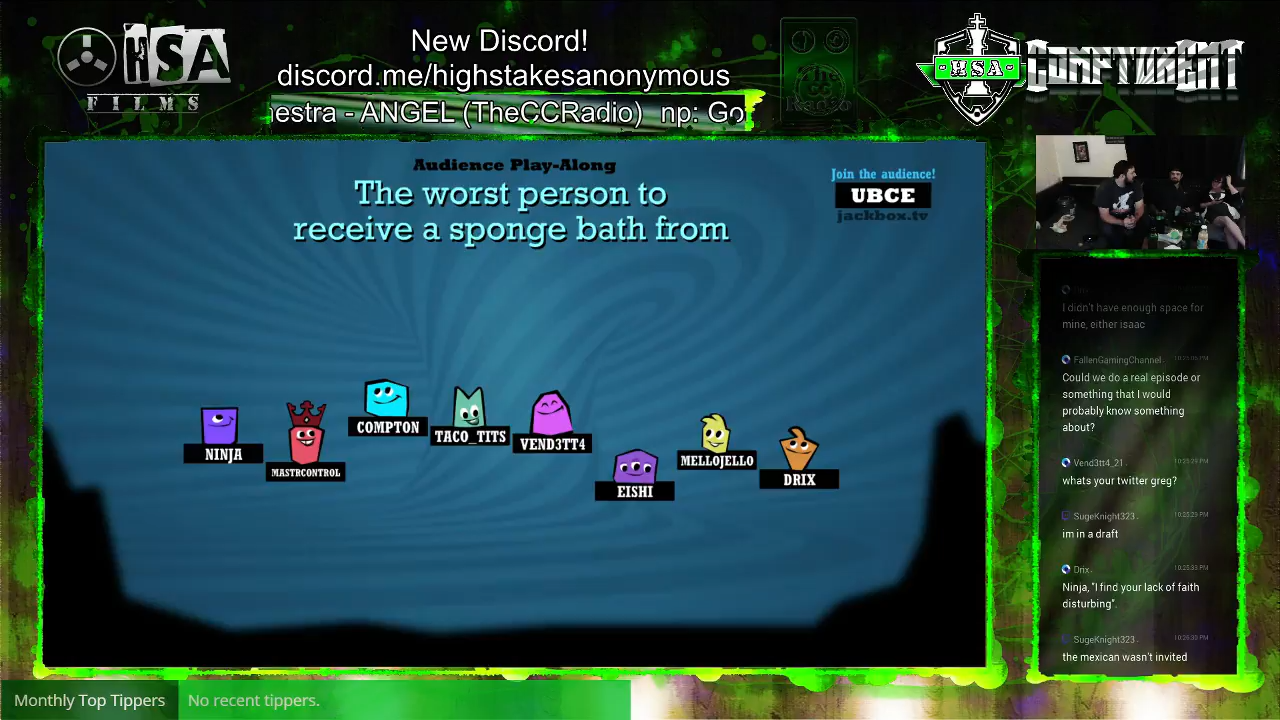 HSA
FILMS
New Discord!
discord.me/highstakesanonymous
estra - ANGEL (TheCCRadio) np: Go
The
CC
Radio
HSA
Audience Play-Along
The worst person to
receive a sponge bath from
Join the audience!
UBCE
jackbox.tv
NINJA
MASTRCONTROL
COMPTON
TACO_TITS
VEND3TT4
EISHI
MELLOJELLO
DRIX
I didn't have enough space for
mine, either isaac
FallenGamingChannel
Could we do a real episode or
something that I would
probably know something
about?
Vend3tt4_21
whats your twitter greg?
SugeKnight323
im in a draft
Drix
Ninja, "I find your lack of faith
disturbing".
SugeKnight323
the mexican wasn't invited
Monthly Top Tippers
No recent tippers.